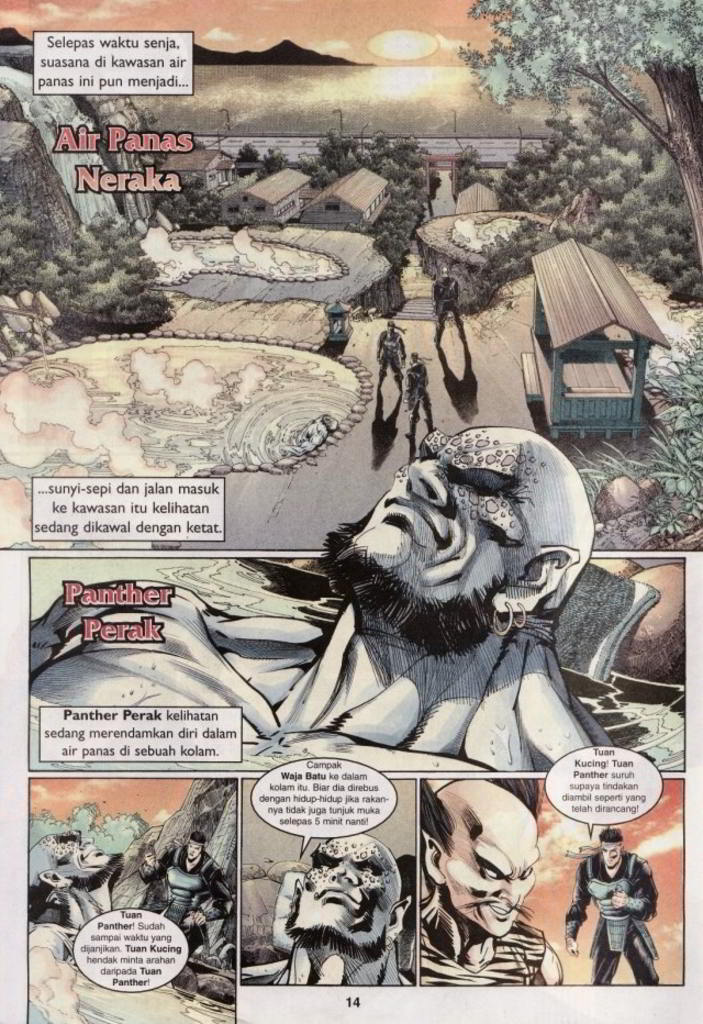 Selepas waktu senja,
suasana di kawasan air
panas ini pun menjadi...
Air Panas
Neraka
...sunyi-sepi dan jalan masuk
ke kawasan itu kelihatan
sedang dikawal dengan ketat.
Panther
Perak
Panther Perak kelihatan
sedang merendamkan diri dalam
air panas di sebuah kolam.
Tuan
Panther! Sudah
sampai waktu yang
dijanjikan. Tuan Kucing
hendak minta arahan
daripada Tuan
Panther!
Campak
Waja Batu ke dalam
kolam itu. Biar dia direbus
dengan hidup-hidup jika rakan-
nya tidak juga tunjuk muka
selepas 5 minit nanti!
Tuan
Kucing! Tuan
Panther suruh
supaya tindakan
diambil seperti yang
telah dirancang!
14